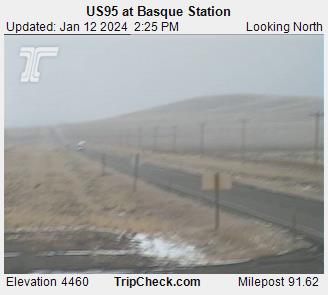 US95 at Basque Station
Updated: Jan 12 2024 2:25 PM Looking North
Elevation 4460 TripCheck.com Milepost 91.62